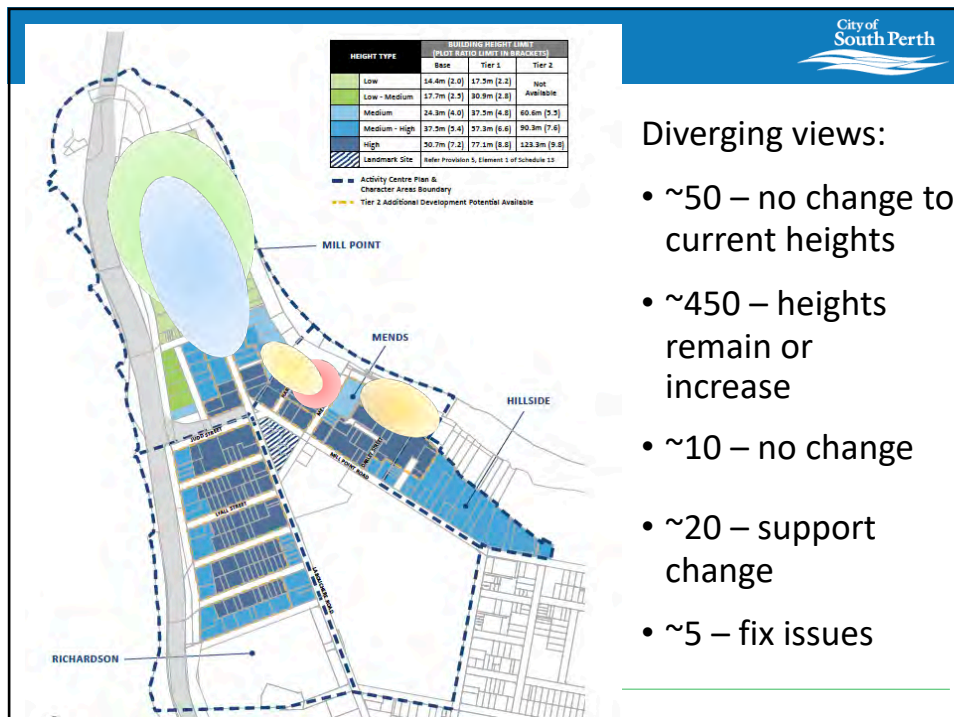 City of
South Perth
HEIGHT TYPE
BUILDING HEIGHT LIMIT
(PLOT RATIO LIMIT IN BRACKETS)
Base Tier 1 Tier 2
Low 14.4m (2.0) 17.5m (2.2) Not Available
Low - Medium 17.7m (2.5) 30.9m (2.8)
Medium 24.3m (4.0) 37.5m (4.8) 60.6m (5.5)
Medium - High 37.5m (5.4) 57.3m (6.6) 90.3m (7.6)
High 50.7m (7.2) 77.1m (8.8) 123.3m (9.8)
Landmark Site Refer Provision 5, Element 1 of Schedule 13
Activity Centre Plan &
Character Areas Boundary
Tier 2 Additional Development Potential Available
MILL POINT
MENDS
HILLSIDE
JUDD STREET
MILL POINT ROAD
LYALL STREET
LABOUCHERE ROAD
RICHARDSON
Diverging views:
• ~50 – no change to
current heights
• ~450 – heights
remain or
increase
• ~10 – no change
• ~20 – support
change
• ~5 – fix issues